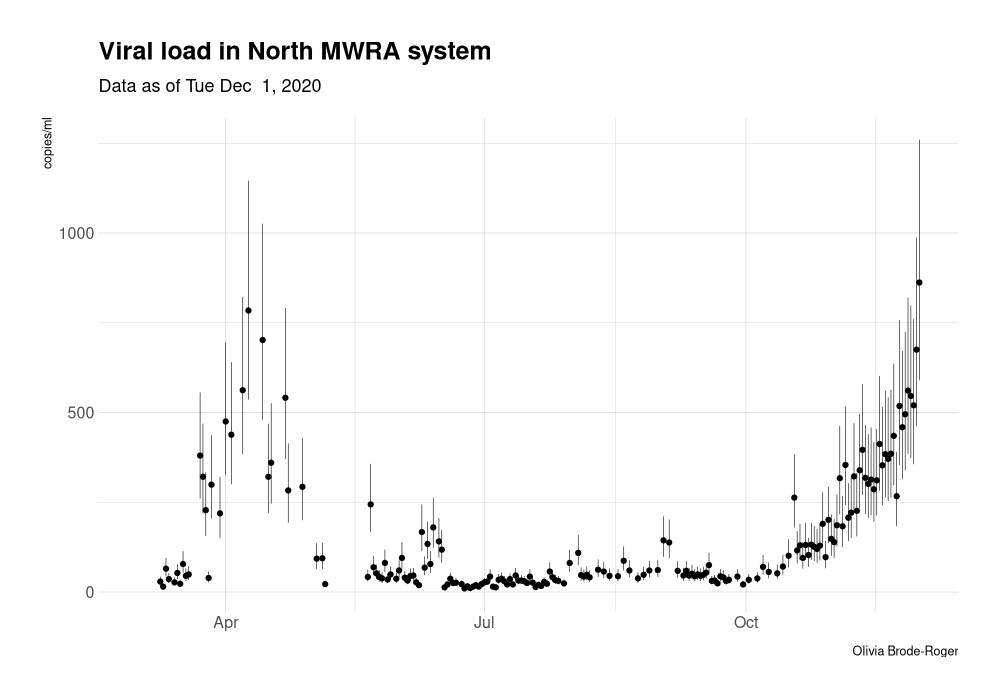 Viral load in North MWRA system
Data as of Tue Dec  1, 2020
copies/ml
1000
500
0
Apr
Jul
Oct
Olivia Brode-Roger